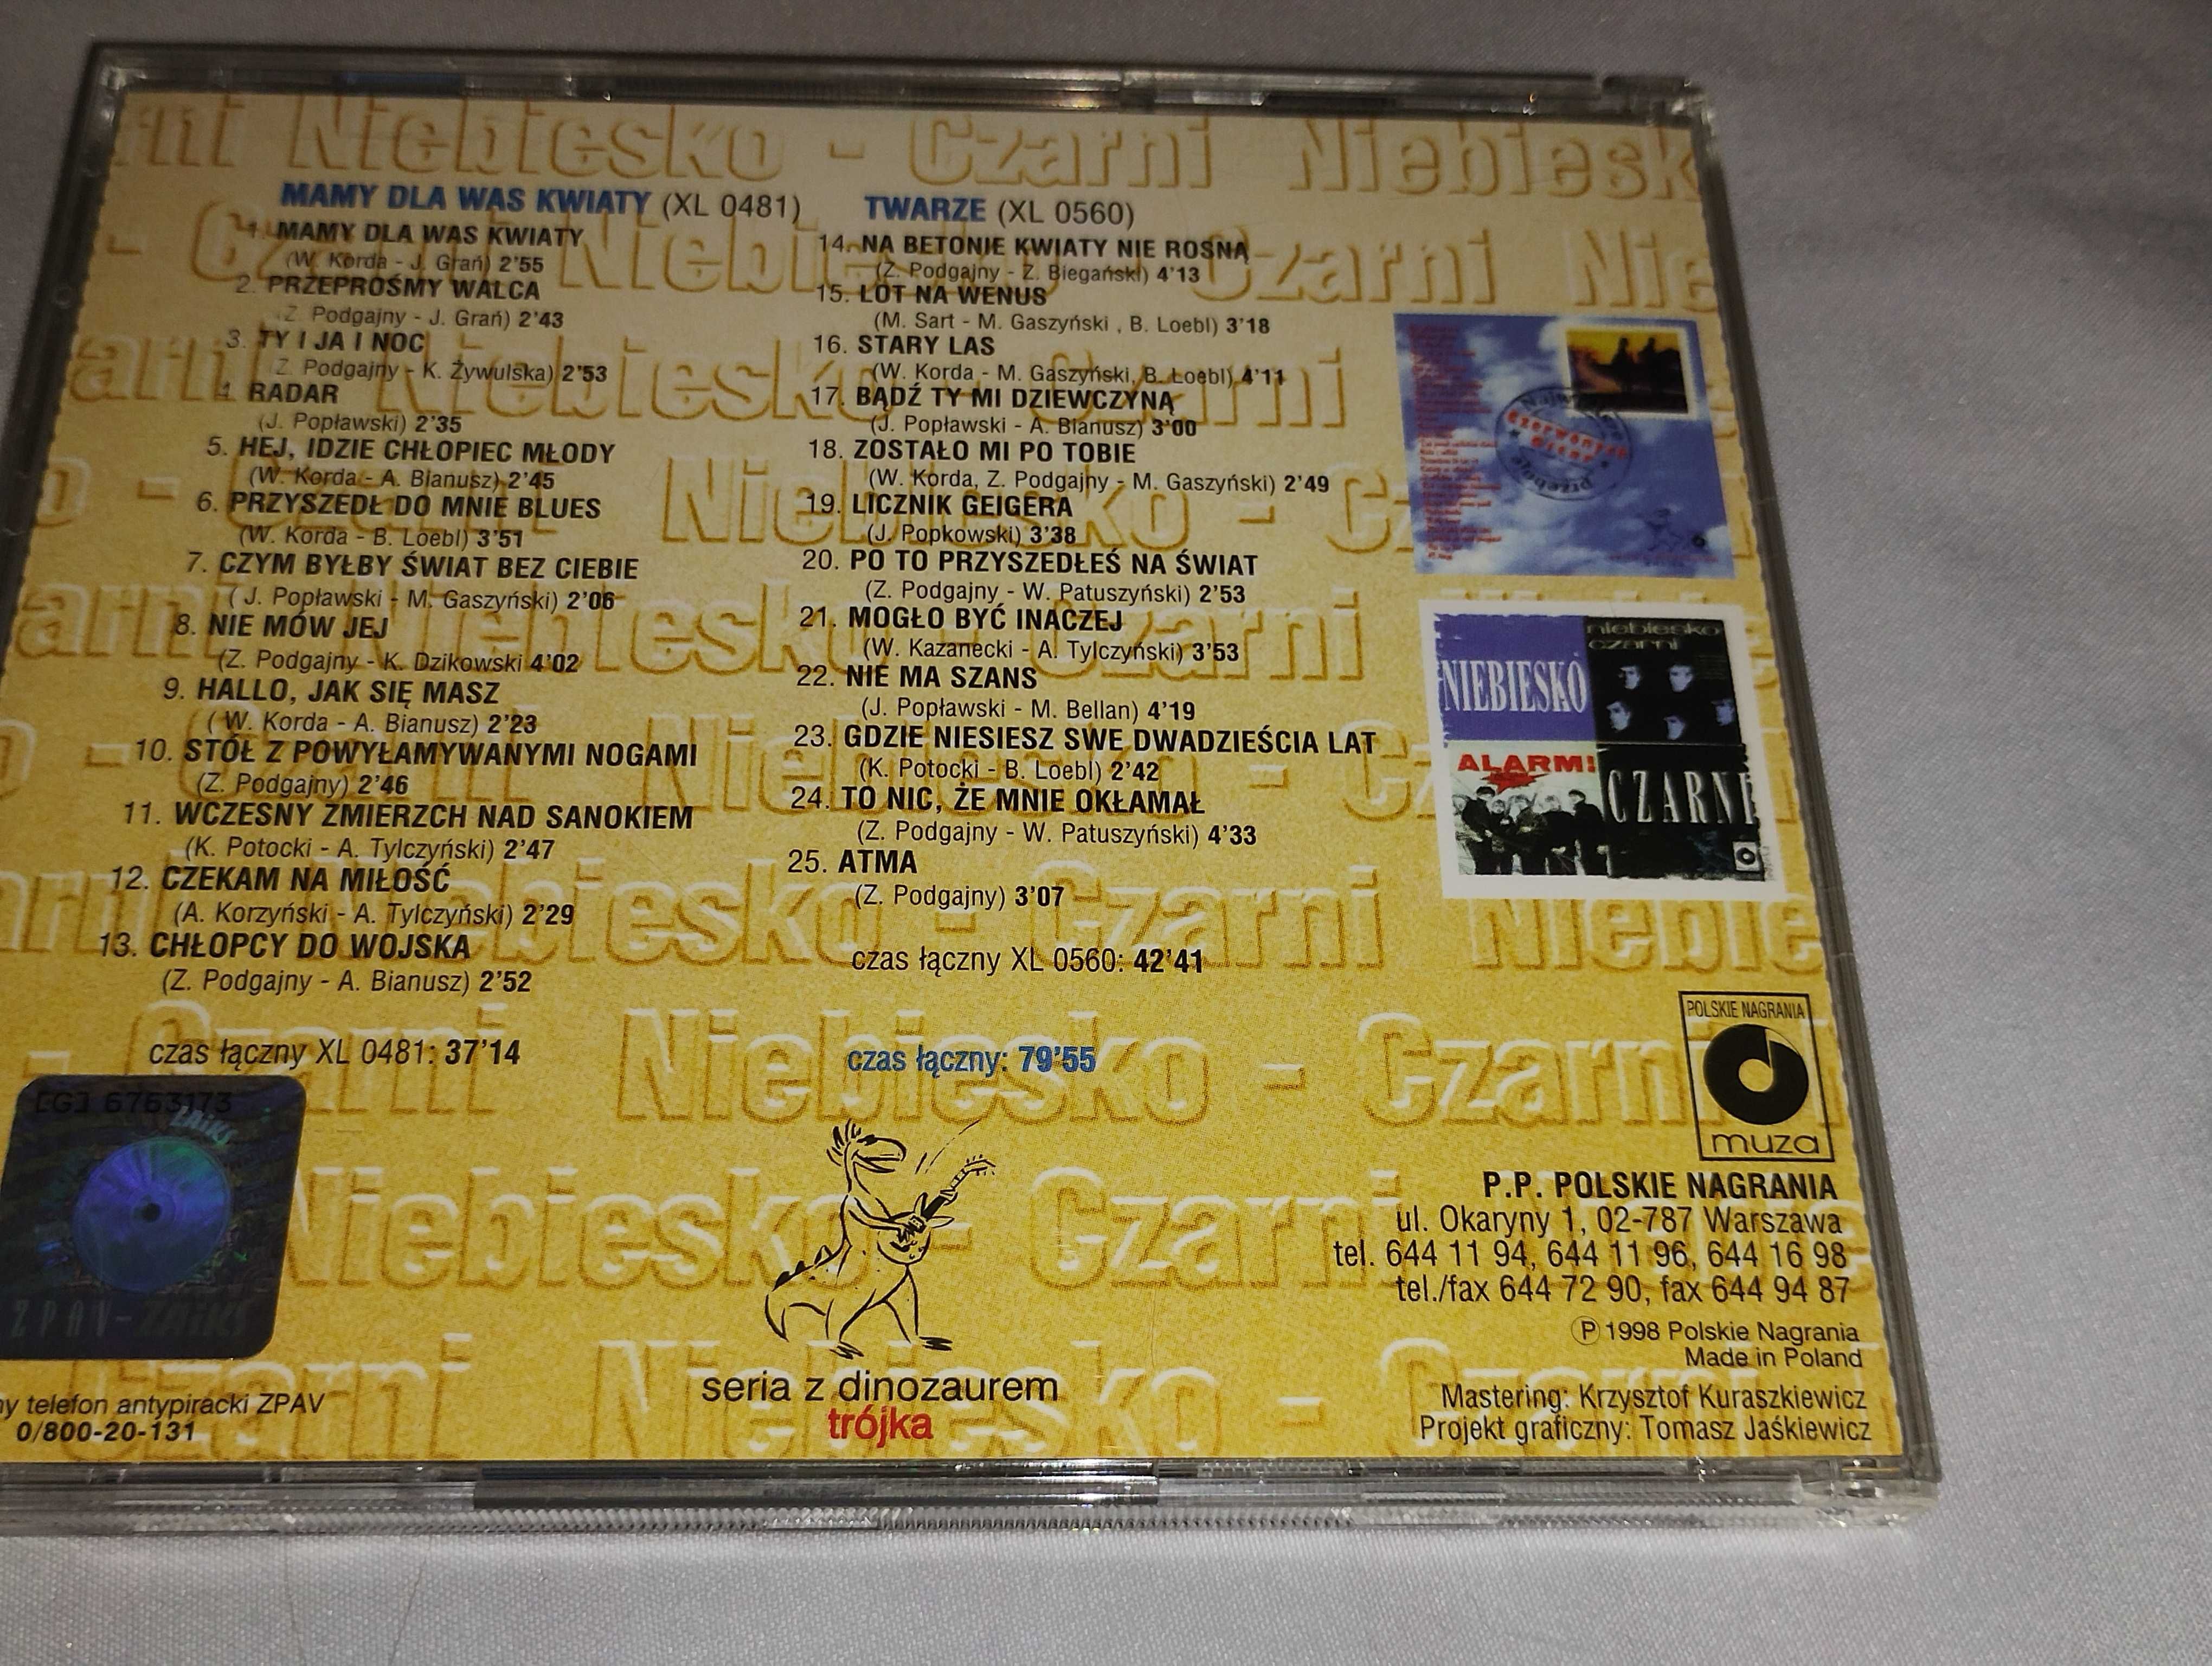 rni Niebiesko - Czarni Niebiesk
MAMY DLA WAS KWIATY (XL 0481)
1. MAMY DLA WAS KWIATY
(W. Korda - J. Grań) 2'55
2. PRZEPROŚMY WALCA
Z. Podgajny - J. Grań) 2'43
3. TY I JA I NOC
Z. Podgajny - K. Żywulska) 2'53
4. RADAR
(J. Popławski) 2'35
5. HEJ, IDZIE CHŁOPIEC MŁODY
(W. Korda - A. Bianusz) 2'45
6. PRZYSZEDŁ DO MNIE BLUES
(W. Korda - B. Loebl) 3'51
7. CZYM BYŁBY ŚWIAT BEZ CIEBIE
( J. Popławski - M. Gaszyński) 2'06
8. NIE MÓW JEJ
(Z. Podgajny - K. Dzikowski 4'02
9. HALLO, JAK SIĘ MASZ
( W. Korda - A. Bianusz) 2'23
10. STÓŁ Z POWYŁAMYWANYMI NOGAMI
(Z. Podgajny) 2'46
11. WCZESNY ZMIERZCH NAD SANOKIEM
(K. Potocki - A. Tylczyński) 2'47
12. CZEKAM NA MIŁOŚĆ
(A. Korzyński - A. Tylczyński) 2'29
13. CHŁOPCY DO WOJSKA
(Z. Podgajny - A. Bianusz) 2'52
czas łączny XL 0481: 37'14
TWARZE (XL 0560)
14. NA BETONIE KWIATY NIE ROSNĄ
(Z. Podgajny - Z. Biegański) 4'13
15. LOT NA WENUS
(M. Sart - M. Gaszyński , B. Loebl) 3'18
16. STARY LAS
(W. Korda - M. Gaszyński, B. Loebl) 4'11
17. BĄDŹ TY MI DZIEWCZYNĄ
(J. Popławski - A. Bianusz) 3'00
18. ZOSTAŁO MI PO TOBIE
(W. Korda, Z. Podgajny - M. Gaszyński) 2'49
19. LICZNIK GEIGERA
(J. Popkowski) 3'38
20. PO TO PRZYSZEDŁEŚ NA ŚWIAT
(Z. Podgajny - W. Patuszyński) 2'53
21. MOGŁO BYĆ INACZEJ
(W. Kazanecki - A. Tylczyński) 3'53
22. NIE MA SZANS
(J. Popławski - M. Bellan) 4'19
23. GDZIE NIESIESZ SWE DWADZIEŚCIA LAT
(K. Potocki - B. Loebl) 2'42
24. TO NIC, ŻE MNIE OKŁAMAŁ
(Z. Podgajny - W. Patuszyński) 4'33
25. ATMA
(Z. Podgajny) 3'07
czas łączny XL 0560: 42'41
czas łączny: 79'55
Czerwonych
Gitar
przeboje
niebiesko
czarni
NIEBIESKO
ALARM!
CZARNI
[G] 6763173
ZAiKS
ZPAV-ZAiKS
telefon antypiracki ZPAV
0/800-20-131
seria z dinozaurem
trójka
POLSKIE NAGRANIA
muza
P.P. POLSKIE NAGRANIA
ul. Okaryny 1, 02-787 Warszawa
tel. 644 11 94, 644 11 96, 644 16 98
tel./fax 644 72 90, fax 644 94 87
Ⓟ 1998 Polskie Nagrania
Made in Poland
Mastering: Krzysztof Kuraszkiewicz
Projekt graficzny: Tomasz Jaśkiewicz